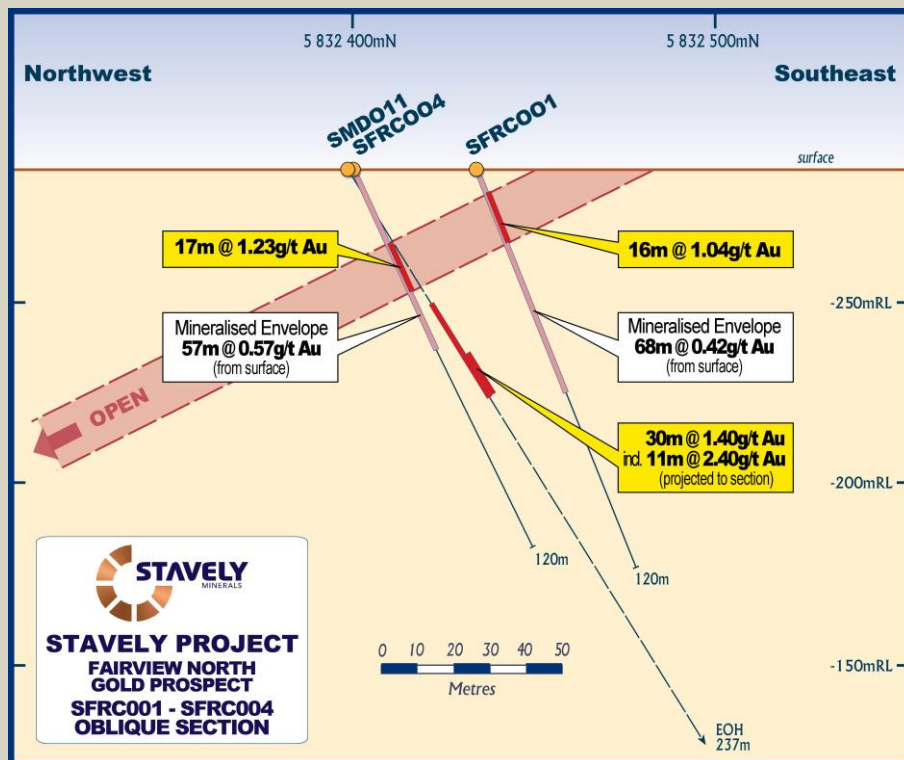 5 832 400mN
5 832 500mN
Northwest
Southeast
SMDO11
SFRCOO4
SFRCOO1
surface
17m @ 1.23g/t Au
16m @ 1.04g/t Au
-250mRL
Mineralised Envelope
57m @ 0.57g/t Au
(from surface)
Mineralised Envelope
68m @ 0.42g/t Au
(from surface)
OPEN
30m @ 1.40g/t Au
incl. 11m @ 2.40g/t Au
(projected to section)
-200mRL
120m
120m
STAVELY
MINERALS
STAVELY PROJECT
FAIRVIEW NORTH
GOLD PROSPECT
SFRC001 - SFRC004
OBLIQUE SECTION
0 10 20 30 40 50
Metres
-150mRL
EOH
237m